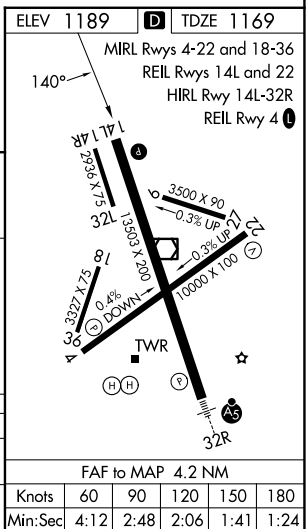 ELEV 1189 D TDZE 1169
MIRL Rwys 4-22 and 18-36
REIL Rwys 14L and 22
HIRL Rwy 14L-32R
REIL Rwy 4 L
140°
14R
14L
P
2936 X 75
32L
13503 X 200
9
3500 X 90
0.3% UP
27
22
V
18
3327 X 75
36
4
P
0.4%
DOWN
0.3% UP
10000 X 100
TWR
H H
P
A5
32R
FAF to MAP 4.2 NM
Knots 60 90 120 150 180
Min:Sec 4:12 2:48 2:06 1:41 1:24